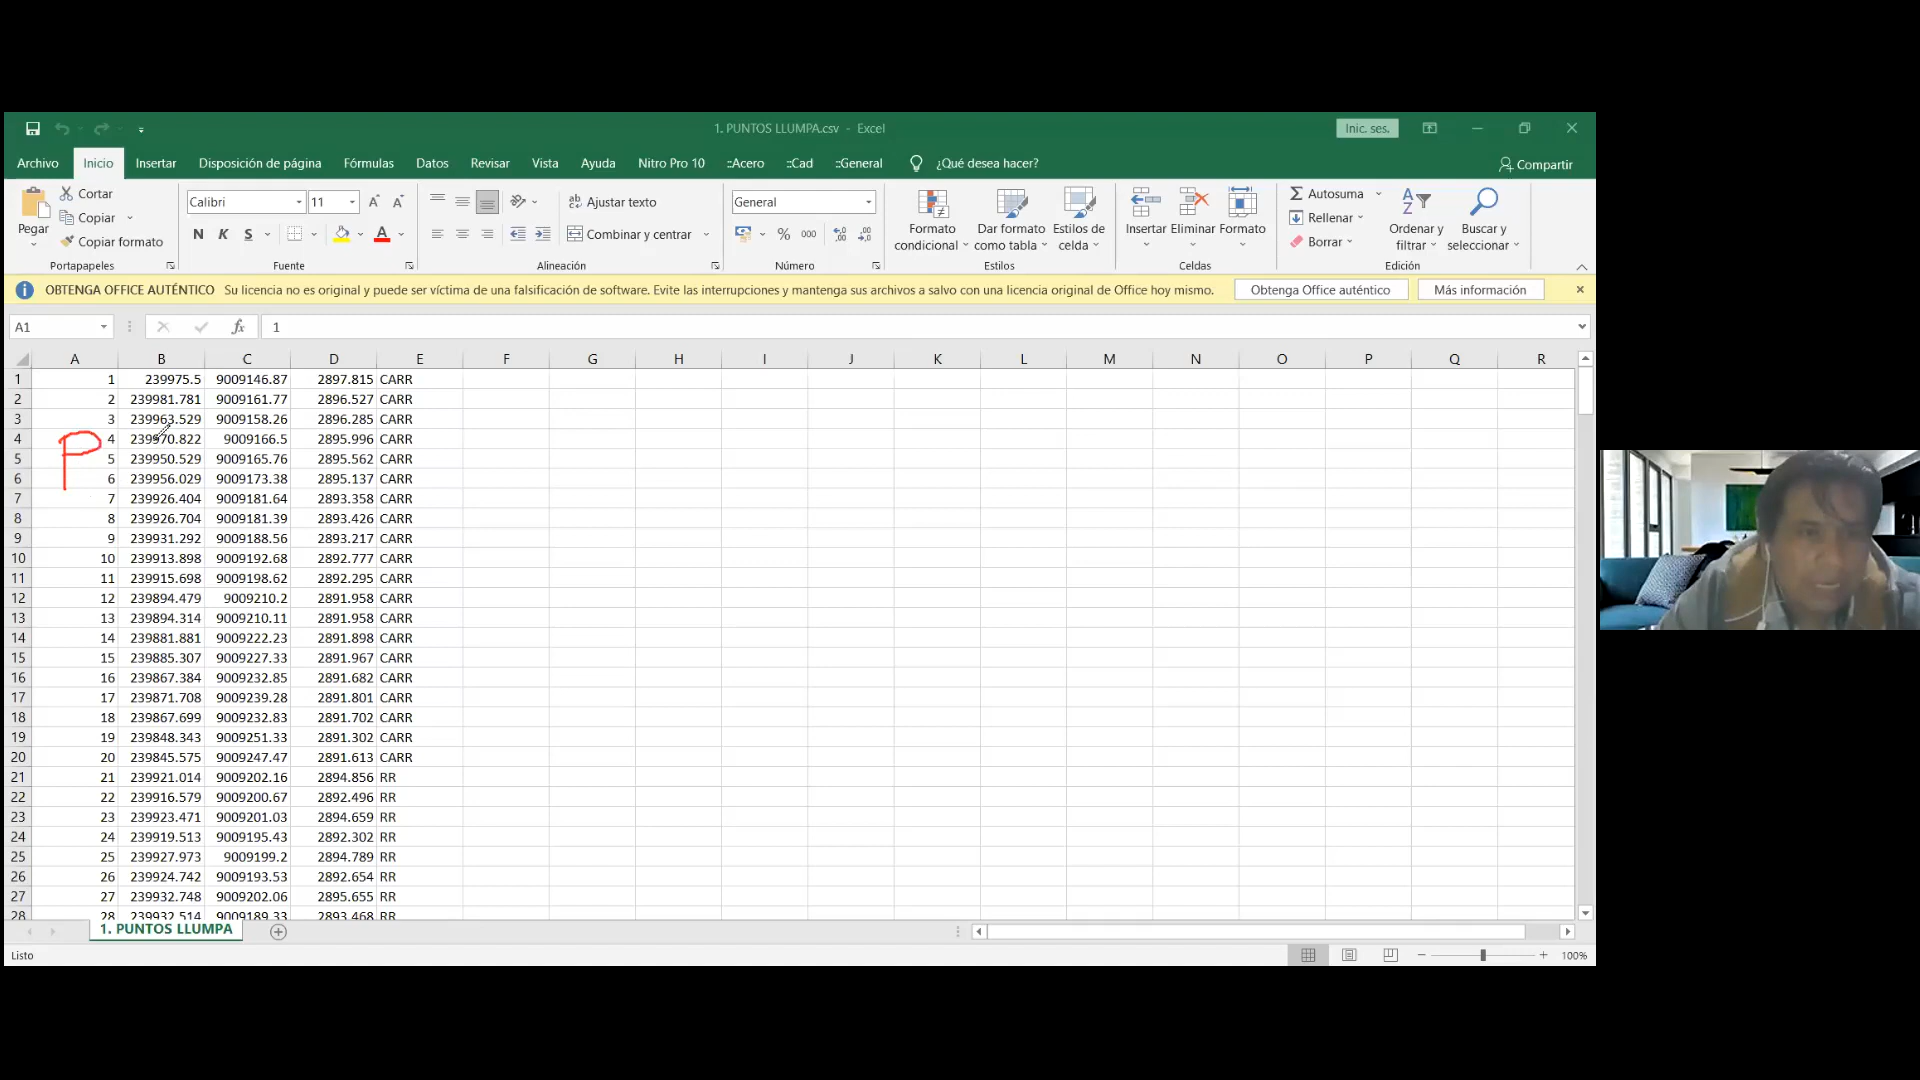 1. PUNTOS LLUMPA.csv - Excel
Inic. ses.
Archivo Inicio Insertar Disposición de página Fórmulas Datos Revisar Vista Ayuda Nitro Pro 10 ::Acero ::Cad ::General ¿Qué desea hacer? Compartir
Pegar Cortar Copiar Copiar formato
Portapapeles
Calibri 11
N K S A
Fuente
Ajustar texto
Combinar y centrar
Alineación
General
% 000
Número
Formato condicional Dar formato como tabla Estilos de celda
Estilos
Insertar Eliminar Formato
Celdas
Autosuma Rellenar Borrar
Ordenar y filtrar Buscar y seleccionar
Edición
OBTENGA OFFICE AUTÉNTICO Su licencia no es original y puede ser víctima de una falsificación de software. Evite las interrupciones y mantenga sus archivos a salvo con una licencia original de Office hoy mismo. Obtenga Office auténtico Más información
A1 fx 1
A B C D E F G H I J K L M N O P Q R
1 1 239975.5 9009146.87 2897.815 CARR
2 2 239981.781 9009161.77 2896.527 CARR
3 3 239963.529 9009158.26 2896.285 CARR
4 4 239970.822 9009166.5 2895.996 CARR
P
5 5 239950.529 9009165.76 2895.562 CARR
6 6 239956.029 9009173.38 2895.137 CARR
7 7 239926.404 9009181.64 2893.358 CARR
8 8 239926.704 9009181.39 2893.426 CARR
9 9 239931.292 9009188.56 2893.217 CARR
10 10 239913.898 9009192.68 2892.777 CARR
11 11 239915.698 9009198.62 2892.295 CARR
12 12 239894.479 9009210.2 2891.958 CARR
13 13 239894.314 9009210.11 2891.958 CARR
14 14 239881.881 9009222.23 2891.898 CARR
15 15 239885.307 9009227.33 2891.967 CARR
16 16 239867.384 9009232.85 2891.682 CARR
17 17 239871.708 9009239.28 2891.801 CARR
18 18 239867.699 9009232.83 2891.702 CARR
19 19 239848.343 9009251.33 2891.302 CARR
20 20 239845.575 9009247.47 2891.613 CARR
21 21 239921.014 9009202.16 2894.856 RR
22 22 239916.579 9009200.67 2892.496 RR
23 23 239923.471 9009201.03 2894.659 RR
24 24 239919.513 9009195.43 2892.302 RR
25 25 239927.973 9009199.2 2894.789 RR
26 26 239924.742 9009193.53 2892.654 RR
27 27 239932.748 9009202.06 2895.655 RR
28 28 239932.514 9009189.33 2893.468 RR
1. PUNTOS LLUMPA
Listo 100%